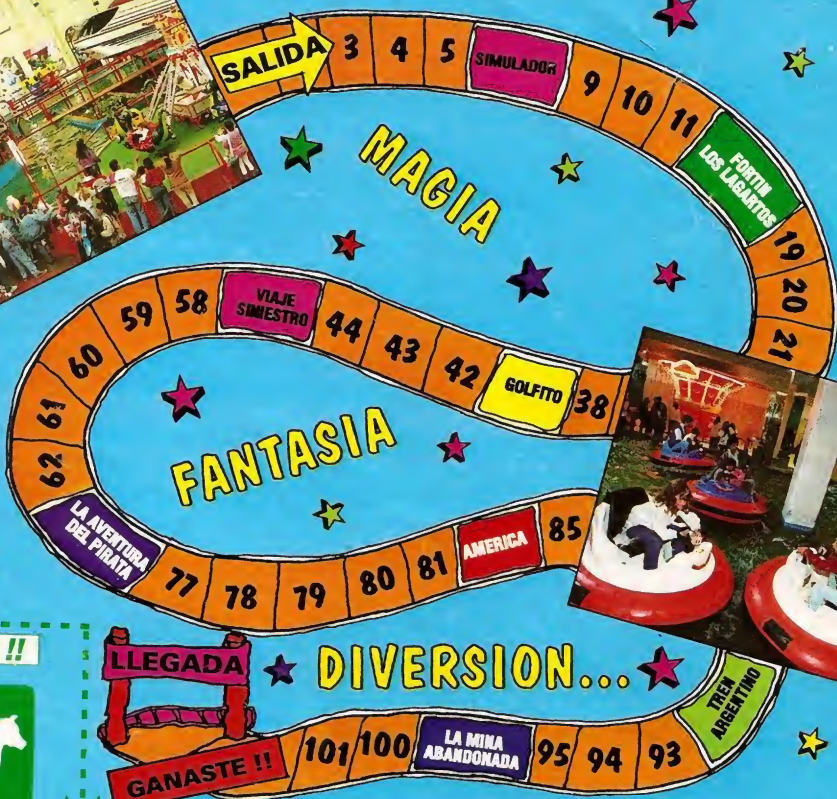 SALIDA
3
4
5
SIMULADOR
9
10
11
FORTIN
LOS LAGARTOS
19
20
21
MAGIA
38
GOLFITO
42
43
44
VIAJE
SINIESTRO
58
59
60
61
62
LA AVENTURA
DEL PIRATA
77
78
79
80
81
AMERICA
85
FANTASIA
TREN
ARGENTINO
93
94
95
LA MINA
ABANDONADA
100
101
DIVERSION...
LLEGADA
GANASTE !!
!!